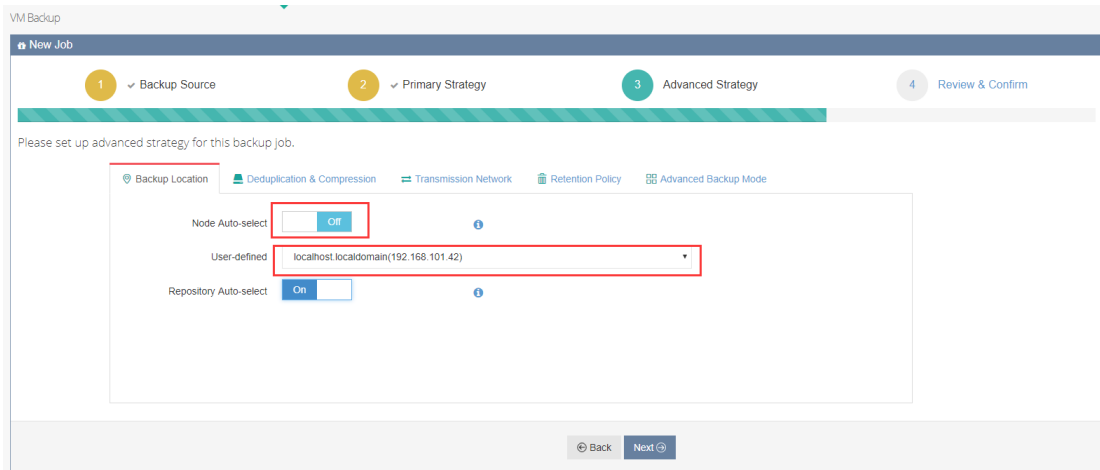 VM Backup
New Job
1 Backup Source 2 Primary Strategy 3 Advanced Strategy 4 Review & Confirm
Please set up advanced strategy for this backup job.
Backup Location Deduplication & Compression Transmission Network Retention Policy Advanced Backup Mode
Node Auto-select Off
User-defined localhost.localdomain(192.168.101.42)
Repository Auto-select On
Back Next